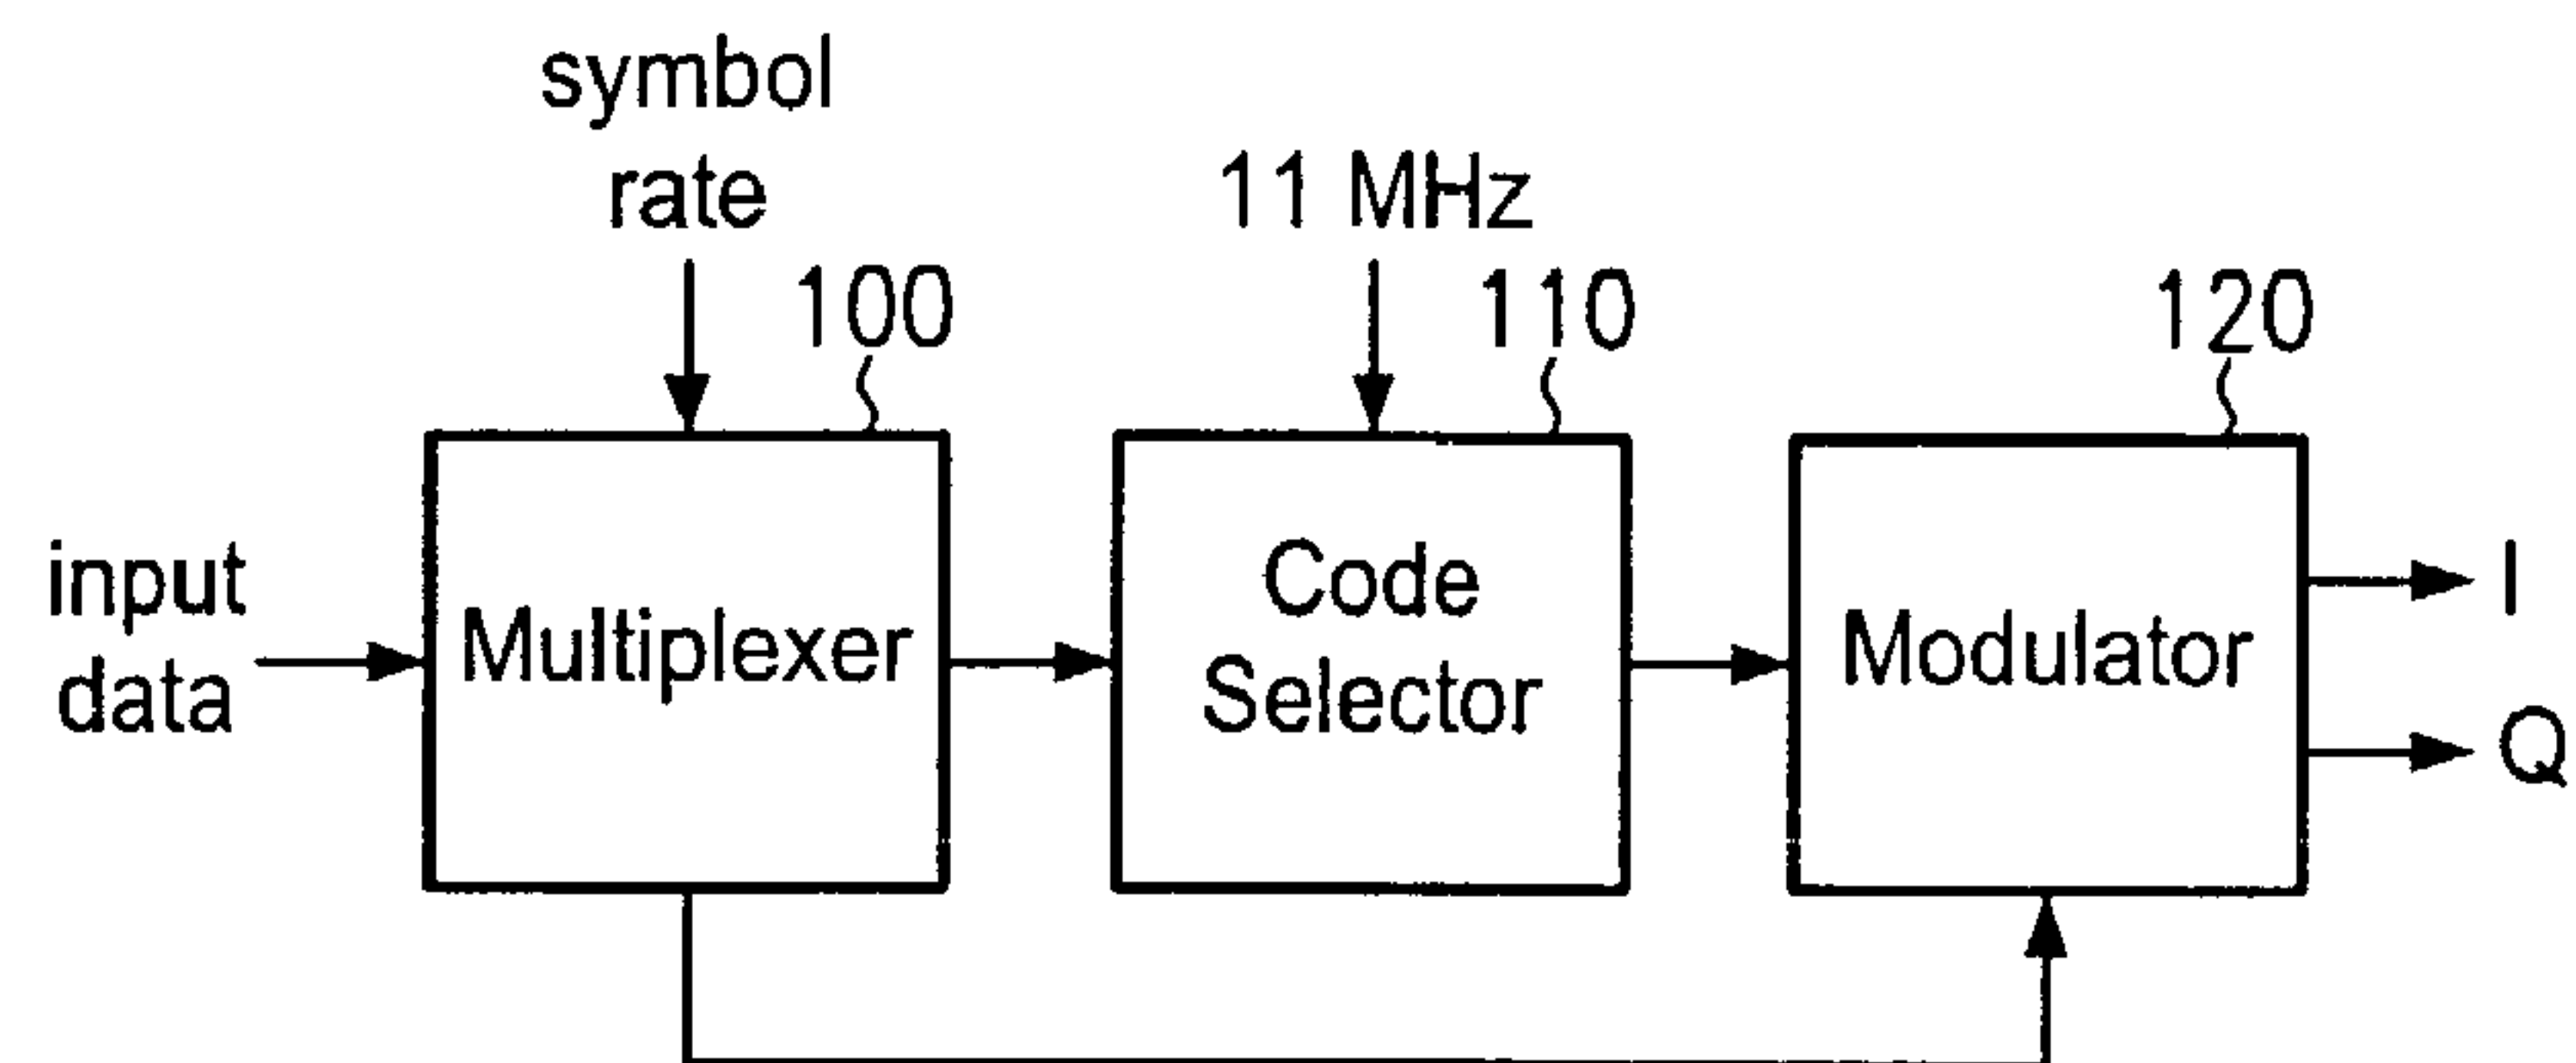 symbol
rate
11 MHz
100
110
120
input
data
Multiplexer
Code
Selector
Modulator
I
Q